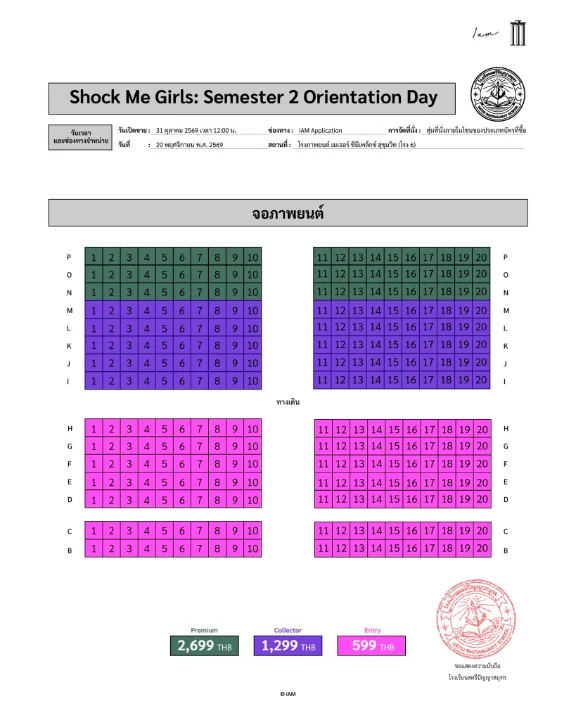 Iam
Shock Me Girls: Semester 2 Orientation Day
วันเวลา
และช่องทางจำหน่าย
วันเปิดขาย : 31 ตุลาคม 2569 เวลา 12:00 น. ช่องทาง : iAM Application การจัดที่นั่ง : สุ่มที่นั่งภายในโซนของประเภทบัตรที่ซื้อ
วันที่ : 20 พฤศจิกายน พ.ศ. 2569 สถานที่ : โรงภาพยนต์ เมเจอร์ ซีนีเพล็กซ์ สุขุมวิท (โรง 6)
จอภาพยนต์
P 1 2 3 4 5 6 7 8 9 10 11 12 13 14 15 16 17 18 19 20 P
O 1 2 3 4 5 6 7 8 9 10 11 12 13 14 15 16 17 18 19 20 O
N 1 2 3 4 5 6 7 8 9 10 11 12 13 14 15 16 17 18 19 20 N
M 1 2 3 4 5 6 7 8 9 10 11 12 13 14 15 16 17 18 19 20 M
L 1 2 3 4 5 6 7 8 9 10 11 12 13 14 15 16 17 18 19 20 L
K 1 2 3 4 5 6 7 8 9 10 11 12 13 14 15 16 17 18 19 20 K
J 1 2 3 4 5 6 7 8 9 10 11 12 13 14 15 16 17 18 19 20 J
I 1 2 3 4 5 6 7 8 9 10 11 12 13 14 15 16 17 18 19 20 I
ทางเดิน
H 1 2 3 4 5 6 7 8 9 10 11 12 13 14 15 16 17 18 19 20 H
G 1 2 3 4 5 6 7 8 9 10 11 12 13 14 15 16 17 18 19 20 G
F 1 2 3 4 5 6 7 8 9 10 11 12 13 14 15 16 17 18 19 20 F
E 1 2 3 4 5 6 7 8 9 10 11 12 13 14 15 16 17 18 19 20 E
D 1 2 3 4 5 6 7 8 9 10 11 12 13 14 15 16 17 18 19 20 D
C 1 2 3 4 5 6 7 8 9 10 11 12 13 14 15 16 17 18 19 20 C
B 1 2 3 4 5 6 7 8 9 10 11 12 13 14 15 16 17 18 19 20 B
Premium Collector Entry
2,699 THB 1,299 THB 599 THB
ขอแสดงความนับถือ
โรงเรียนสตรีปัญญาสมุทร
© IAM